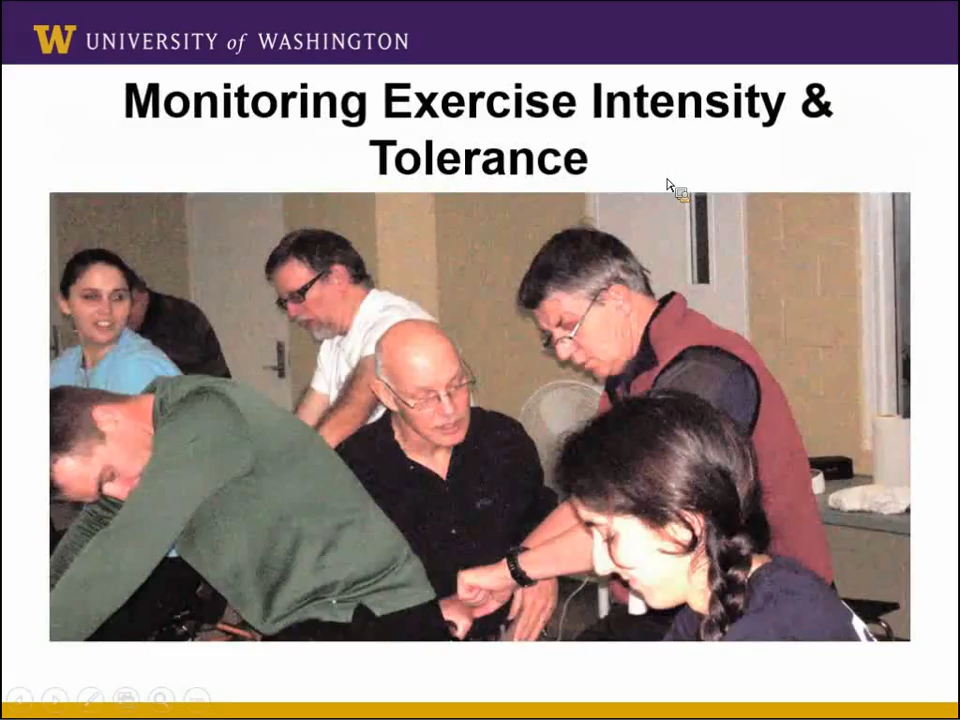 W UNIVERSITY of WASHINGTON
Monitoring Exercise Intensity &
Tolerance